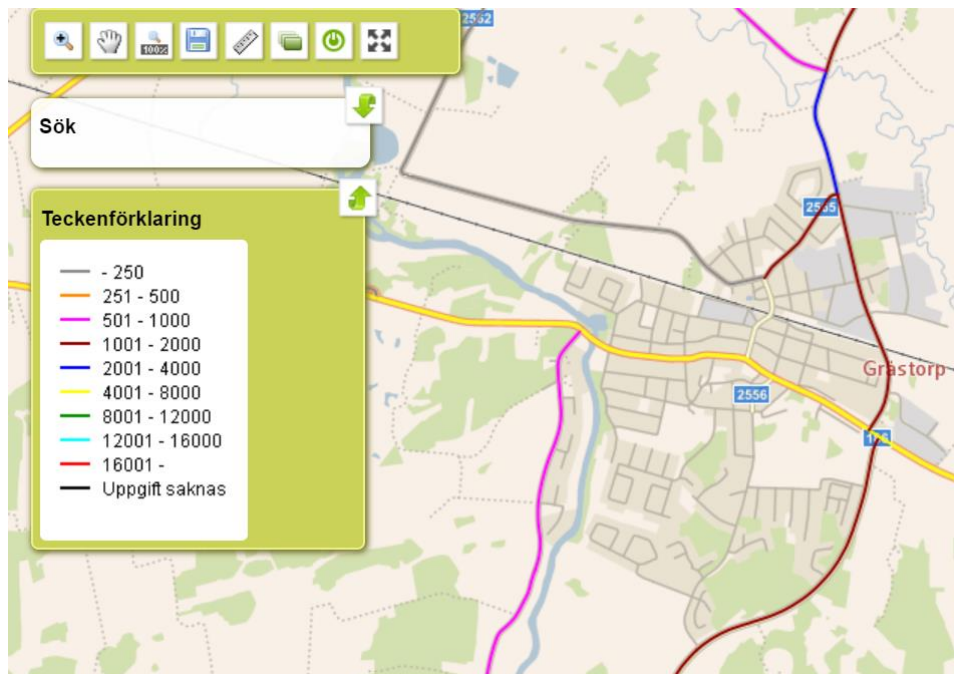 100%
2562
Sök
Teckenförklaring
- 250
251 - 500
501 - 1000
1001 - 2000
2001 - 4000
4001 - 8000
8001 - 12000
12001 - 16000
16001 -
Uppgift saknas
Grästorp
2556